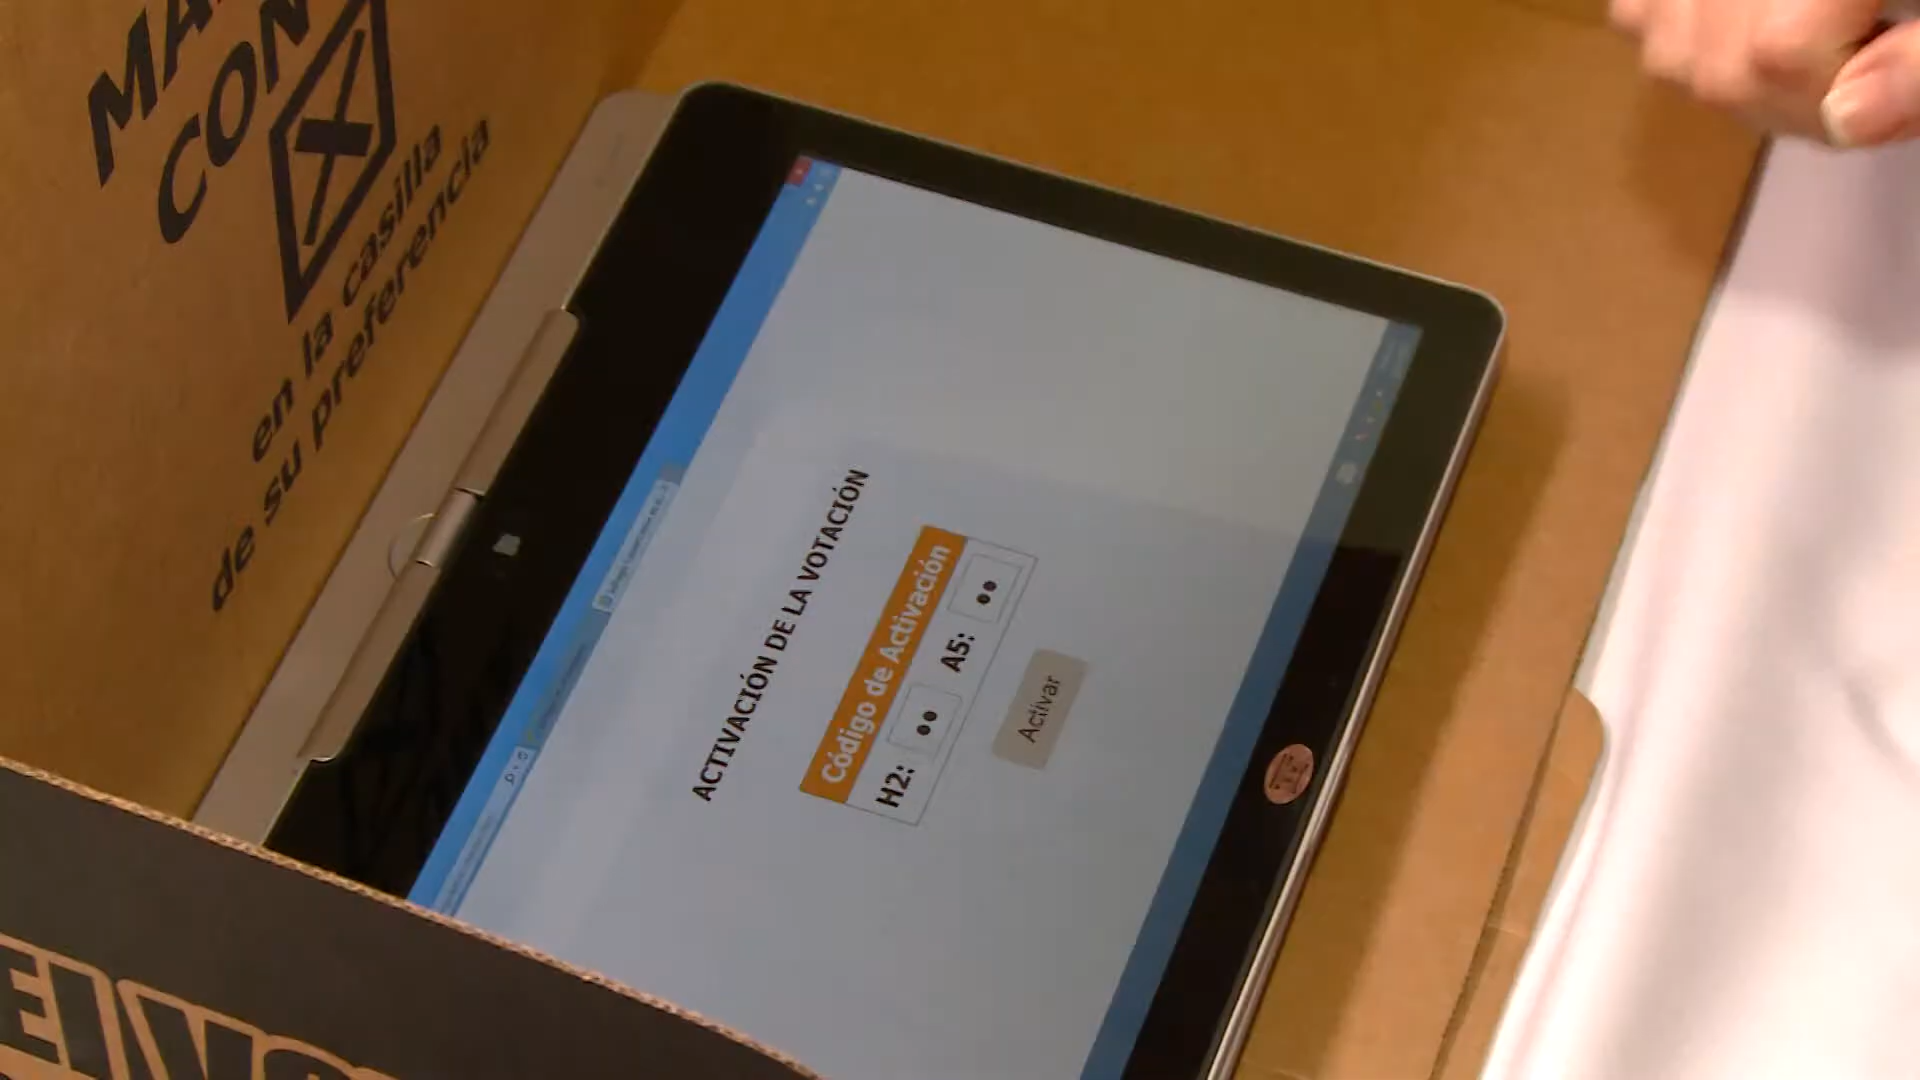 CON
en la casilla
de su preferencia
ACTIVACIÓN DE LA VOTACIÓN
Código de Activación
H2: •• A5: ••
Activar